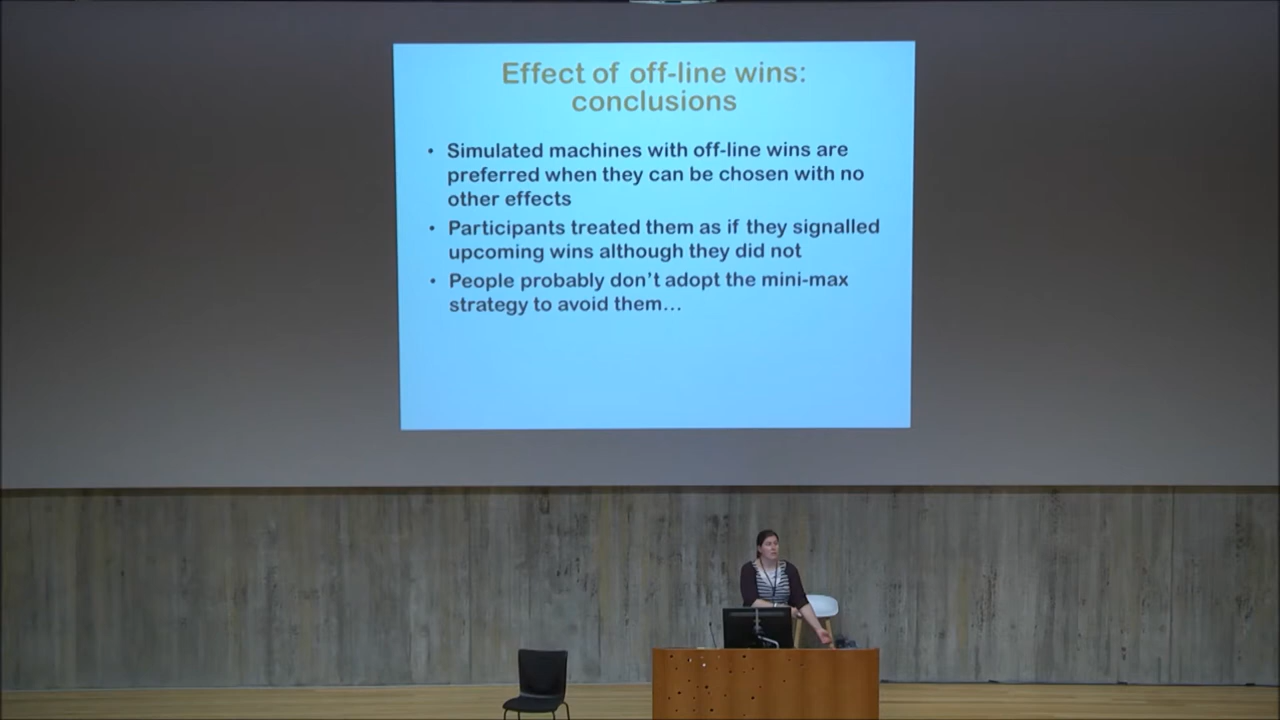 Effect of off-line wins:
conclusions
• Simulated machines with off-line wins are
preferred when they can be chosen with no
other effects
• Participants treated them as if they signalled
upcoming wins although they did not
• People probably don't adopt the mini-max
strategy to avoid them...